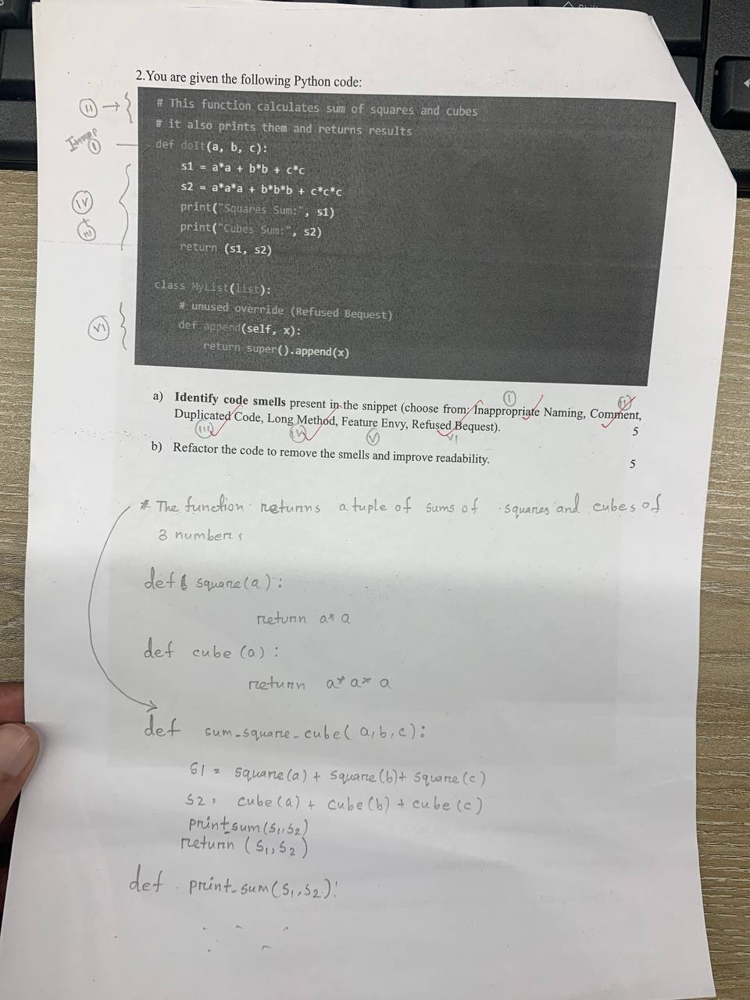 2.You are given the following Python code:
(II) → {
# This function calculates sum of squares and cubes
# it also prints them and returns results
(I)
def doIt(a, b, c):
s1 = a*a + b*b + c*c
s2 = a*a*a + b*b*b + c*c*c
(IV)
print("Squares Sum:", s1)
+
(III)
print("Cubes Sum:", s2)
return (s1, s2)
class MyList(list):
# unused override (Refused Bequest)
(VI)
def append(self, x):
return super().append(x)
(I) (II)
a) Identify code smells present in the snippet (choose from: Inappropriate Naming, Comment,
Duplicated Code, Long Method, Feature Envy, Refused Bequest). 5
(III) (IV) (V) VI
b) Refactor the code to remove the smells and improve readability. 5
# The function returns a tuple of sums of squares and cubes of
3 numbers
def square(a):
return a* a
def cube (a):
return a* a* a
def sum_square_cube( a,b,c):
S1 = square(a) + square(b)+ square(c)
S2 = cube(a) + cube(b) + cube(c)
print_sum(S1,S2)
return (S1,S2)
def print_sum(S1,S2):